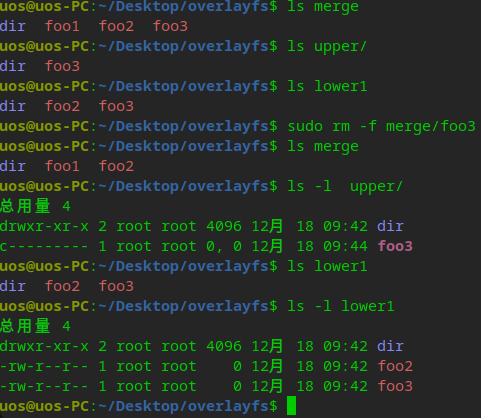 uos@uos-PC:~/Desktop/overlayfs$ ls merge
dir  foo1  foo2  foo3
uos@uos-PC:~/Desktop/overlayfs$ ls upper/
dir  foo3
uos@uos-PC:~/Desktop/overlayfs$ ls lower1
dir  foo2  foo3
uos@uos-PC:~/Desktop/overlayfs$ sudo rm -f merge/foo3
uos@uos-PC:~/Desktop/overlayfs$ ls merge
dir  foo1  foo2
uos@uos-PC:~/Desktop/overlayfs$ ls -l  upper/
总用量 4
drwxr-xr-x 2 root root 4096 12月  18 09:42 dir
c--------- 1 root root 0, 0 12月  18 09:44 foo3
uos@uos-PC:~/Desktop/overlayfs$ ls lower1
dir  foo2  foo3
uos@uos-PC:~/Desktop/overlayfs$ ls -l lower1
总用量 4
drwxr-xr-x 2 root root 4096 12月  18 09:42 dir
-rw-r--r-- 1 root root    0 12月  18 09:42 foo2
-rw-r--r-- 1 root root    0 12月  18 09:42 foo3
uos@uos-PC:~/Desktop/overlayfs$